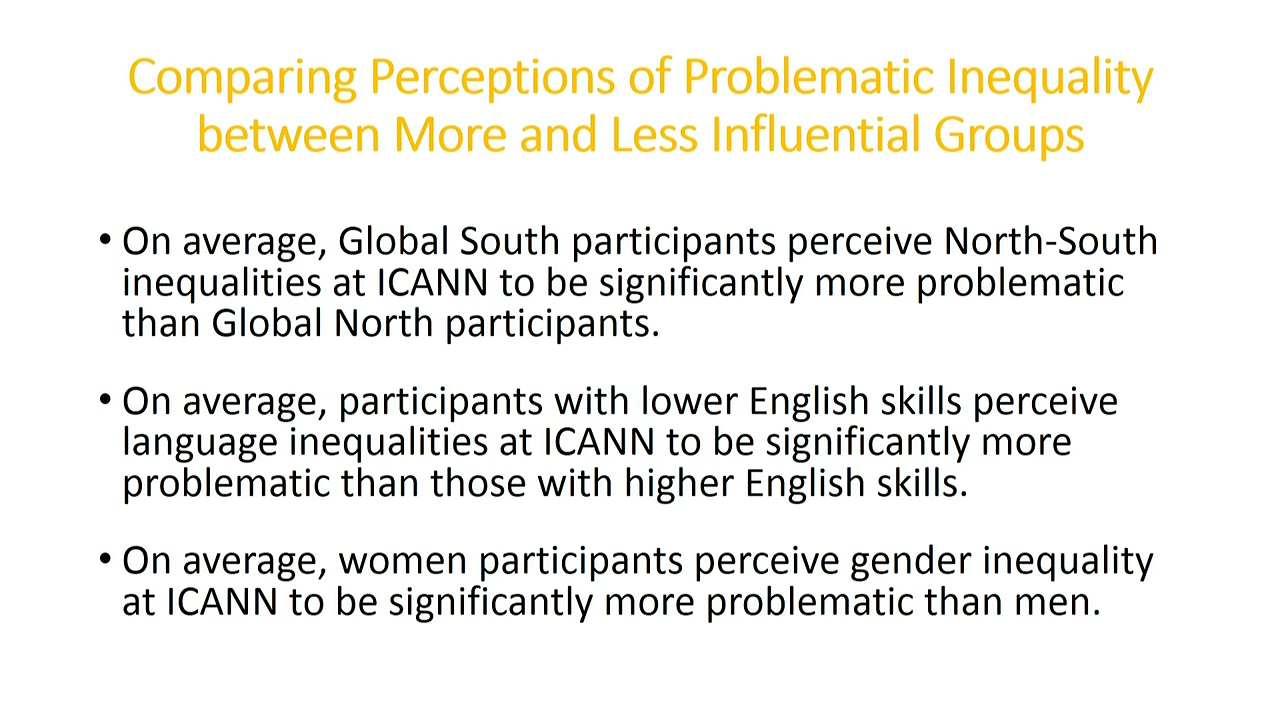 Comparing Perceptions of Problematic Inequality
between More and Less Influential Groups
• On average, Global South participants perceive North-South
inequalities at ICANN to be significantly more problematic
than Global North participants.
• On average, participants with lower English skills perceive
language inequalities at ICANN to be significantly more
problematic than those with higher English skills.
• On average, women participants perceive gender inequality
at ICANN to be significantly more problematic than men.